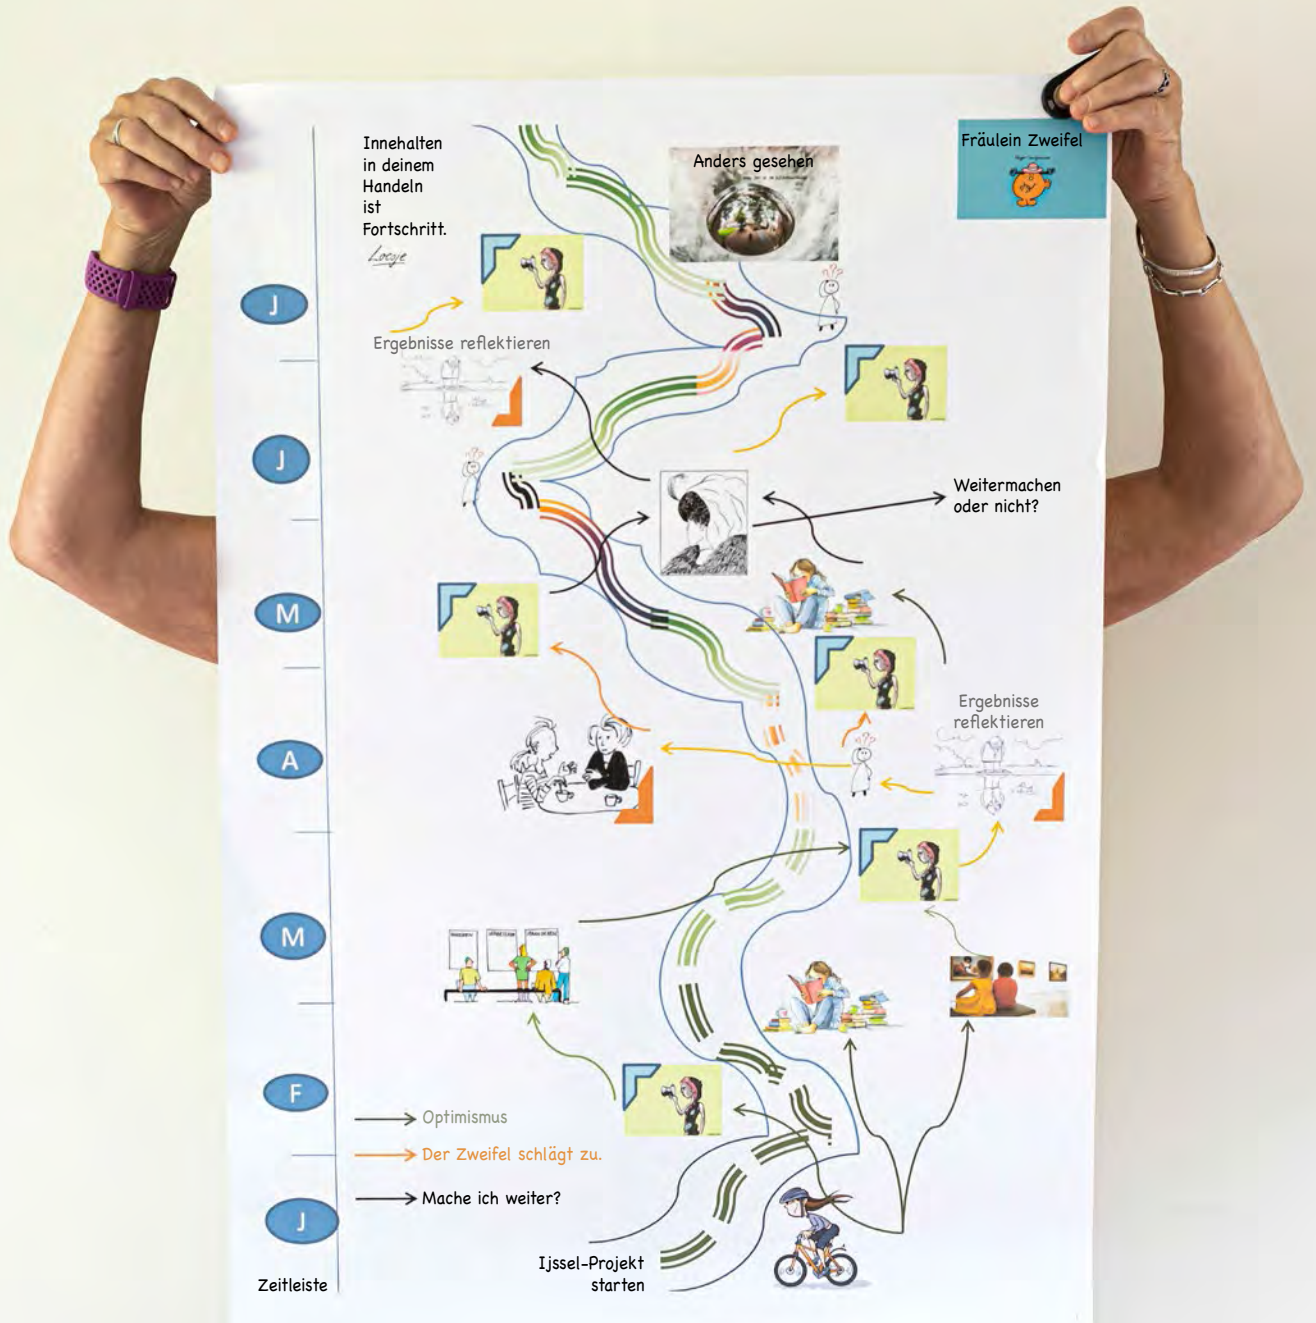 Innehalten
in deinem
Handeln
ist
Fortschritt.
Loesje
Anders gesehen
Fräulein Zweifel
J
Ergebnisse reflektieren
J
Weitermachen
oder nicht?
M
Ergebnisse
reflektieren
A
M
F
Optimismus
Der Zweifel schlägt zu.
Mache ich weiter?
J
Ijssel-Projekt
starten
Zeitleiste